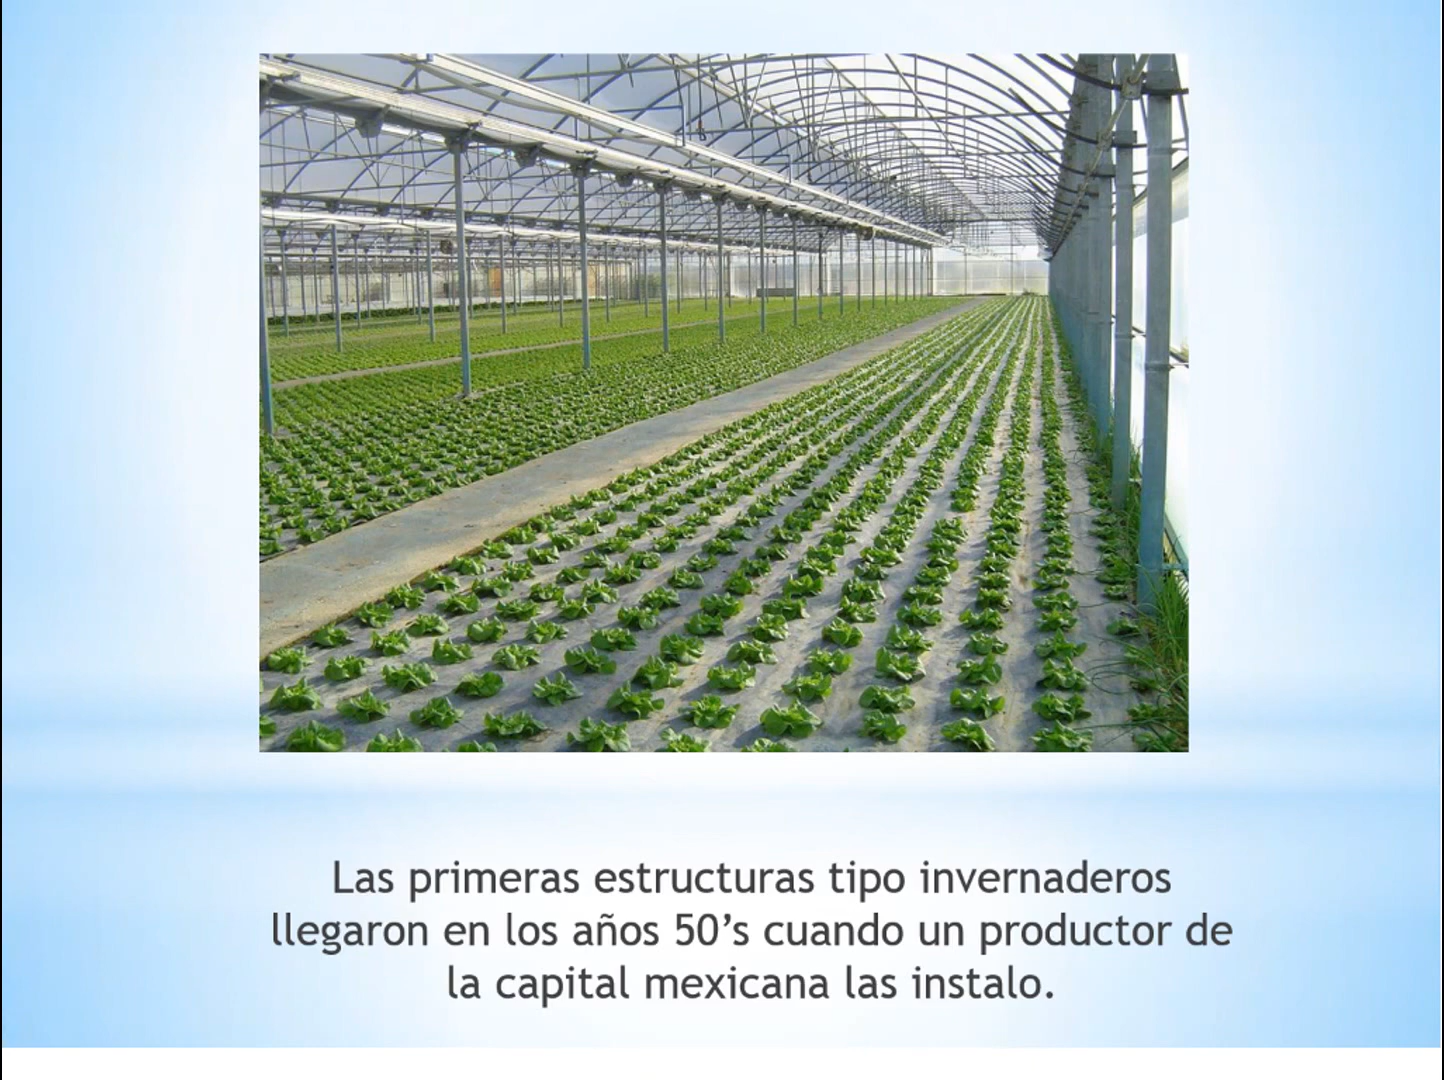 Las primeras estructuras tipo invernaderos
llegaron en los años 50’s cuando un productor de
la capital mexicana las instalo.